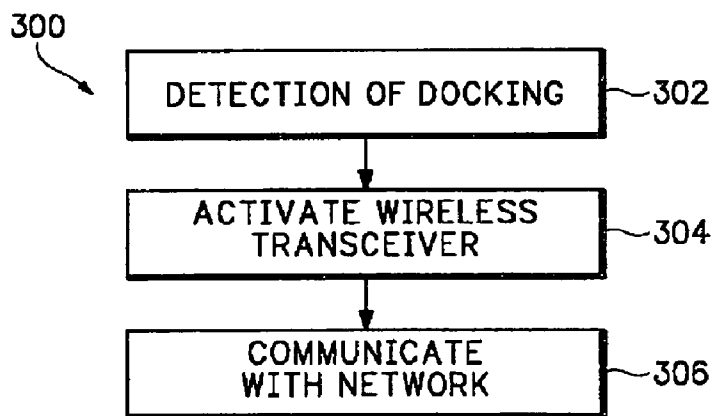 300
DETECTION OF DOCKING
302
ACTIVATE WIRELESS
TRANSCEIVER
304
COMMUNICATE
WITH NETWORK
306